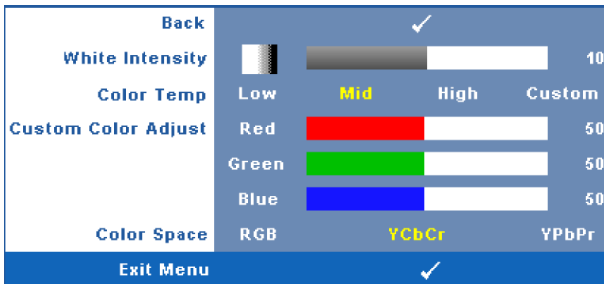 Back
White Intensity 10
Color Temp Low Mid High Custom
Custom Color Adjust Red 50
Green 50
Blue 50
Color Space RGB YCbCr YPbPr
Exit Menu